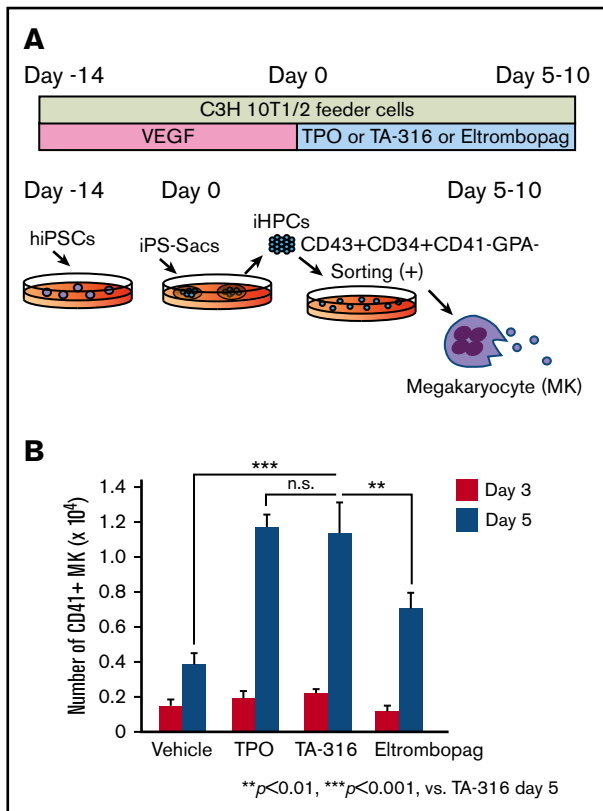 A
Day -14 Day 0 Day 5-10
C3H 10T1/2 feeder cells
VEGF TPO or TA-316 or Eltrombopag
Day -14 Day 0 Day 5-10
hiPSCs iPS-Sacs iHPCs CD43+CD34+CD41-GPA-
Sorting (+)
Megakaryocyte (MK)
B
Number of CD41+ MK (x 10⁴)
1.4
1.2
1.0
0.8
0.6
0.4
0.2
0
***
n.s.
**
Day 3
Day 5
Vehicle TPO TA-316 Eltrombopag
**p<0.01, ***p<0.001, vs. TA-316 day 5